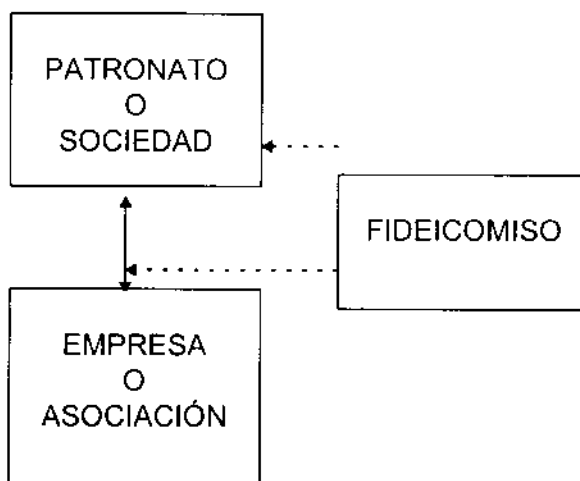 PATRONATO
O
SOCIEDAD
FIDEICOMISO
EMPRESA
O
ASOCIACIÓN